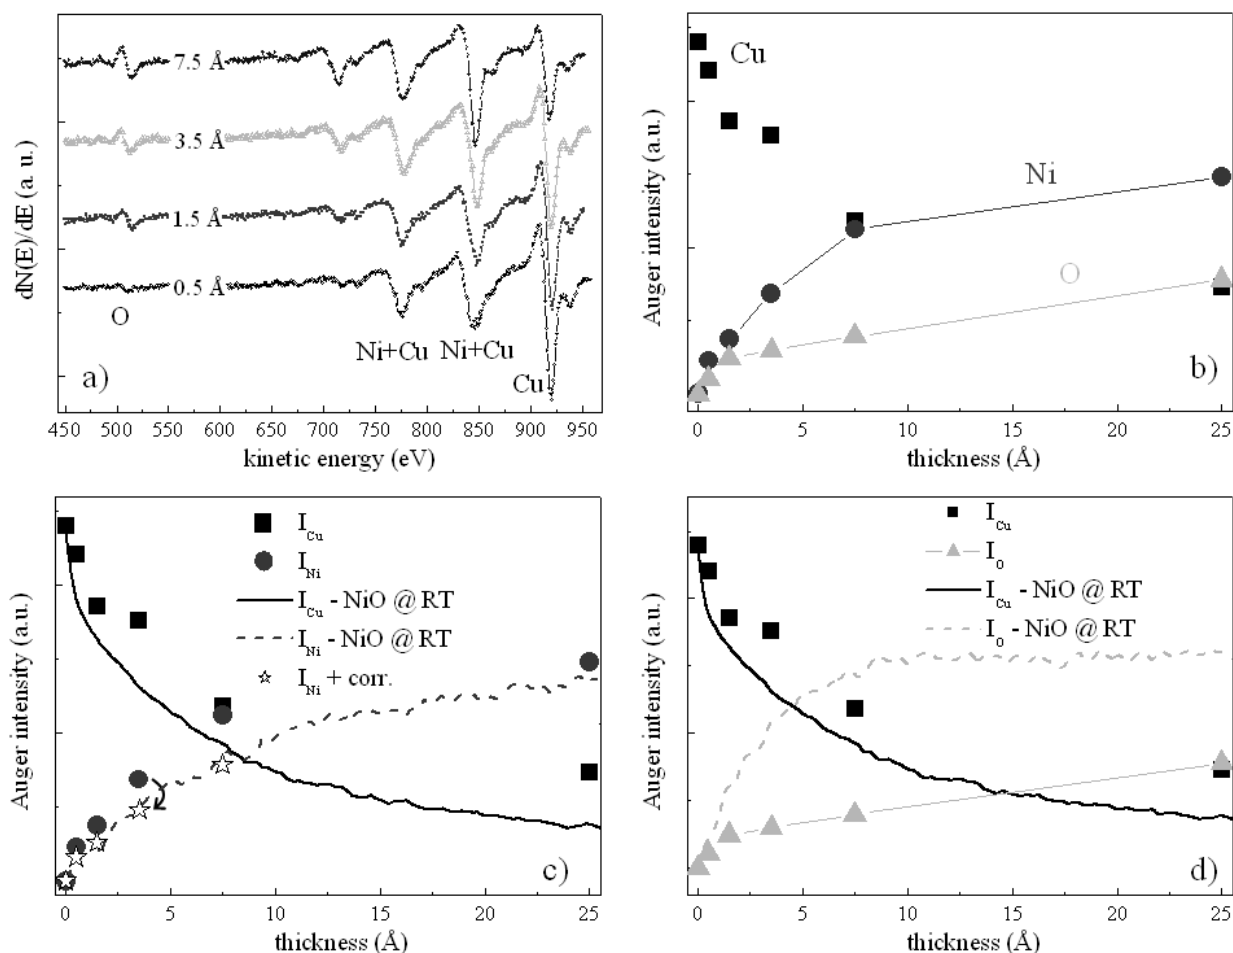 7.5 Å
3.5 Å
1.5 Å
0.5 Å
O
Ni+Cu
Ni+Cu
Cu
a)
dN(E)/dE (a. u.)
450 500 550 600 650 700 750 800 850 900 950
kinetic energy (eV)
Cu
Ni
O
b)
Auger intensity (a.u.)
0 5 10 15 20 25
thickness (Å)
I_Cu
I_Ni
I_Cu - NiO @ RT
I_Ni - NiO @ RT
I_Ni + corr.
c)
Auger intensity (a.u.)
0 5 10 15 20 25
thickness (Å)
I_Cu
I_O
I_Cu - NiO @ RT
I_O - NiO @ RT
d)
Auger intensity (a.u.)
0 5 10 15 20 25
thickness (Å)